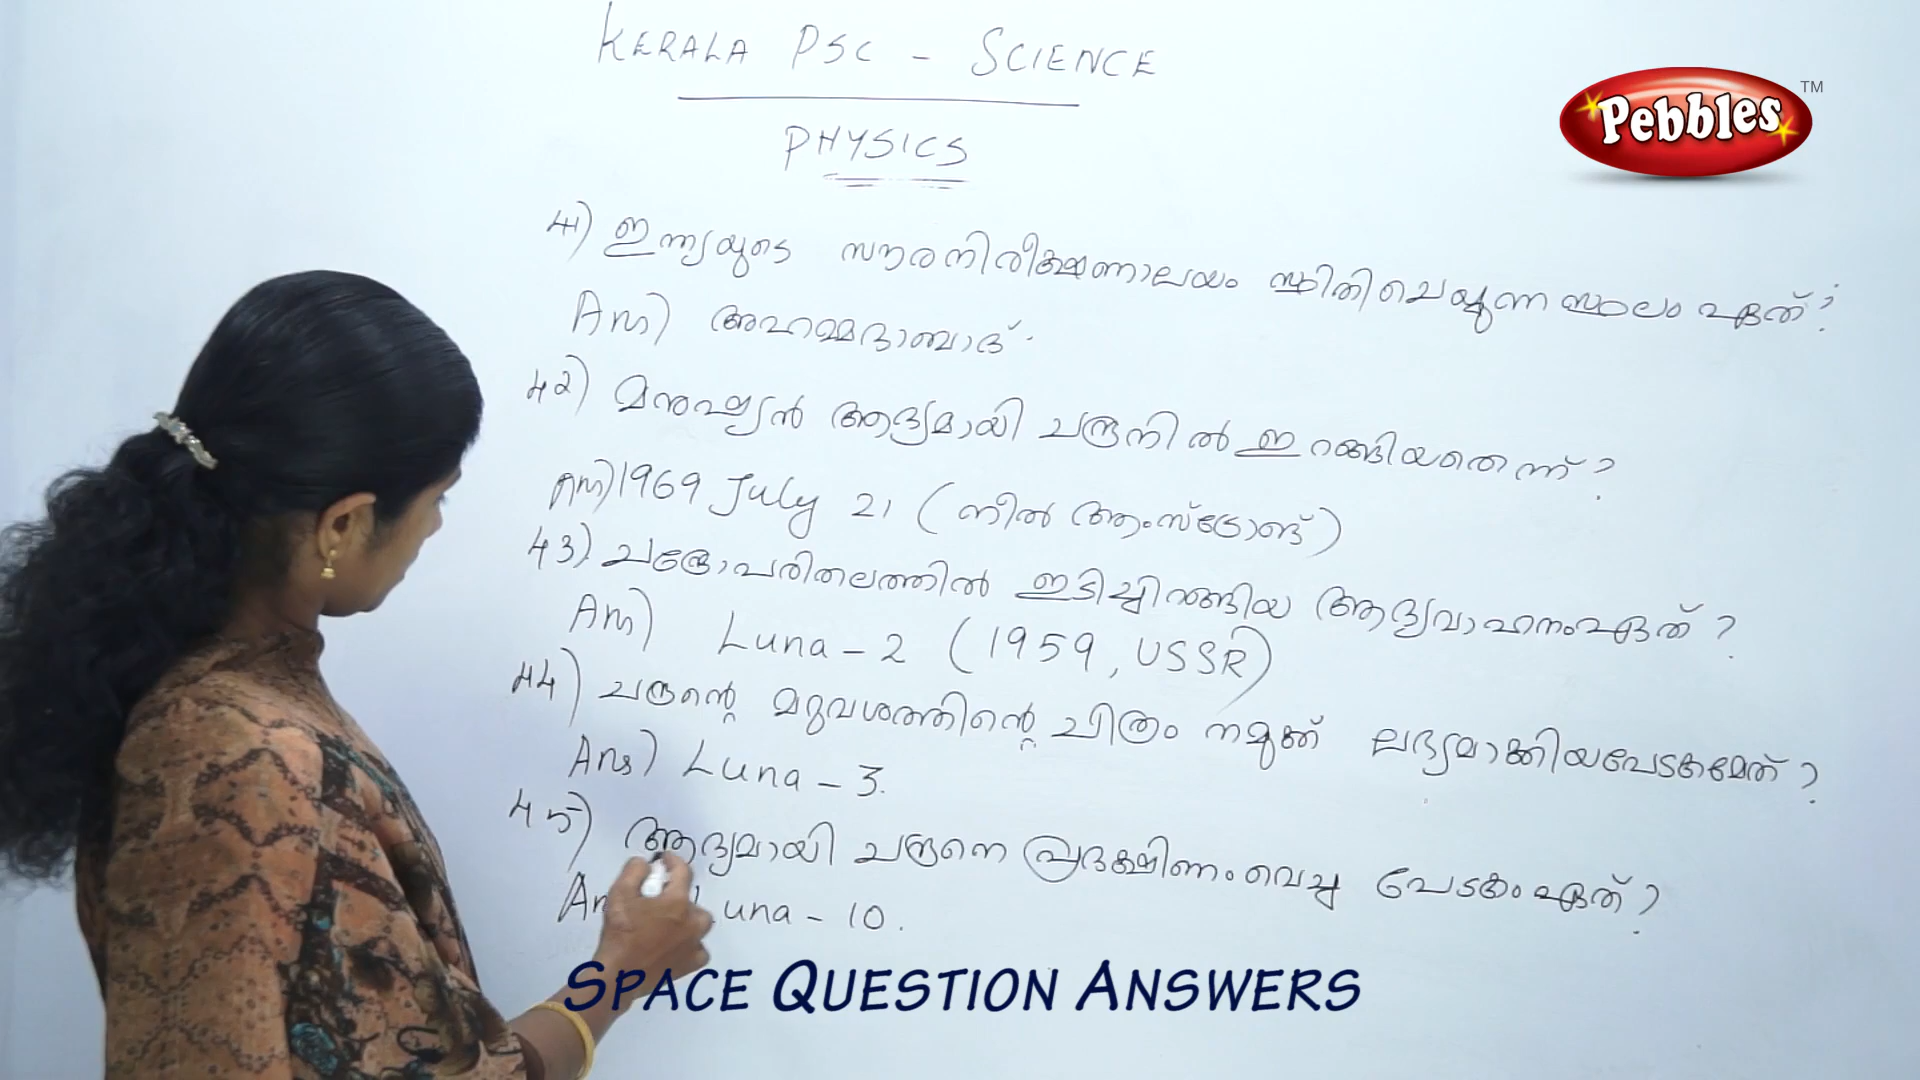 KERALA PSC - SCIENCE
Pebbles TM
PHYSICS
41) ഇന്ത്യയുടെ സൗരനിരീക്ഷണാലയം സ്ഥിതിചെയ്യുന്ന സ്ഥലം ഏത്?
Ans) അഹമ്മദാബാദ്.
42) മനുഷ്യൻ ആദ്യമായി ചന്ദ്രനിൽ ഇറങ്ങിയതെന്ന്?
Ans) 1969 July 21 (നീൽ ആംസ്ട്രോങ്ങ്)
43) ചന്ദ്രോപരിതലത്തിൽ ഇടിച്ചിറങ്ങിയ ആദ്യവാഹനം ഏത്?
Ans) Luna - 2 (1959, USSR)
44) ചന്ദ്രന്റെ മറുവശത്തിന്റെ ചിത്രം നമുക്ക് ലഭ്യമാക്കിയ പേടകമേത്?
Ans) Luna - 3.
45) ആദ്യമായി ചന്ദ്രനെ പ്രദക്ഷിണം വെച്ച പേടകം ഏത്?
An Luna - 10.
SPACE QUESTION ANSWERS